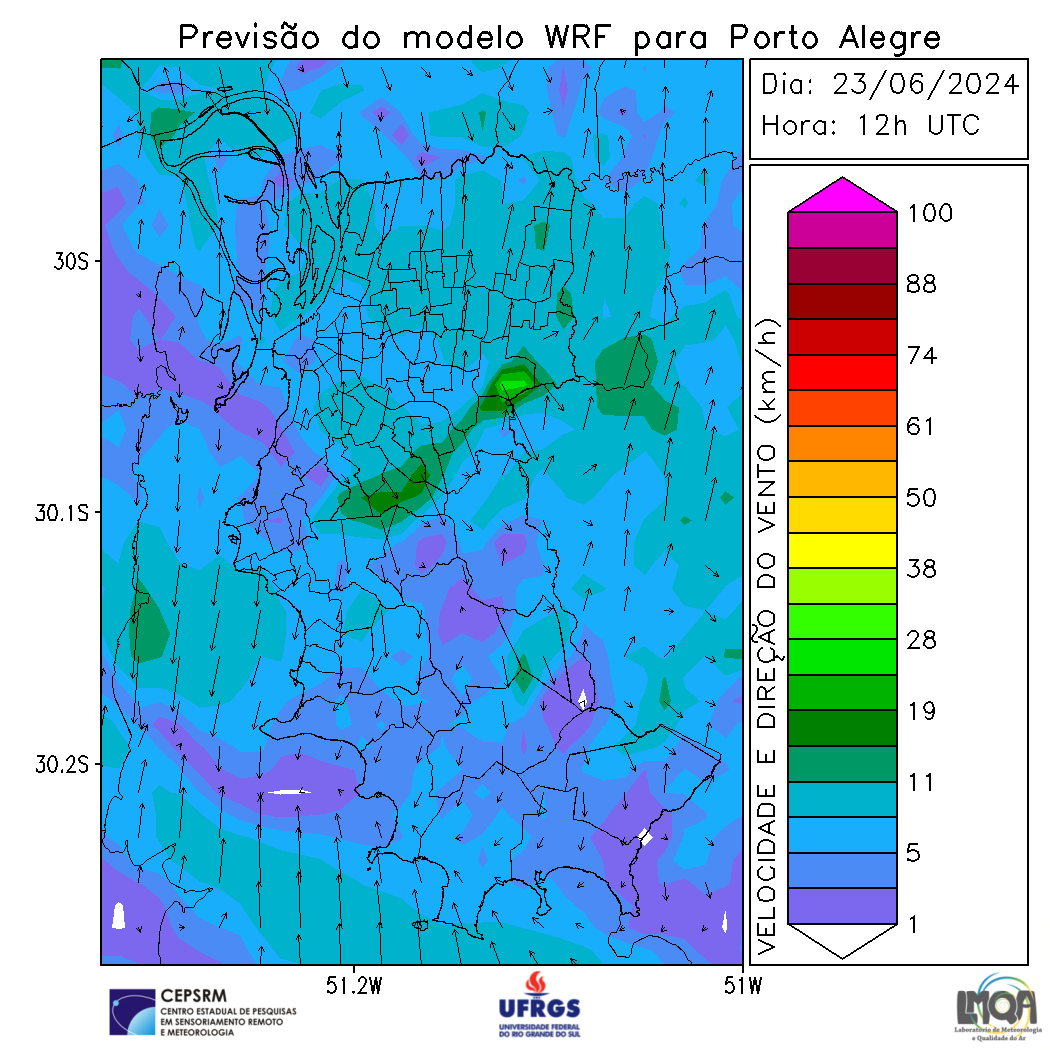 Previsão do modelo WRF para Porto Alegre
Dia: 23/06/2024
Hora: 12h UTC
30S
30.1S
30.2S
51.2W
51W
VELOCIDADE E DIREÇÃO DO VENTO (km/h)
100
88
74
61
50
38
28
19
11
5
1
CEPSRM
CENTRO ESTADUAL DE PESQUISAS
EM SENSORIAMENTO REMOTO
E METEOROLOGIA
UFRGS
UNIVERSIDADE FEDERAL
DO RIO GRANDE DO SUL
LMQA
Laboratório de Meteorologia
e Qualidade do Ar